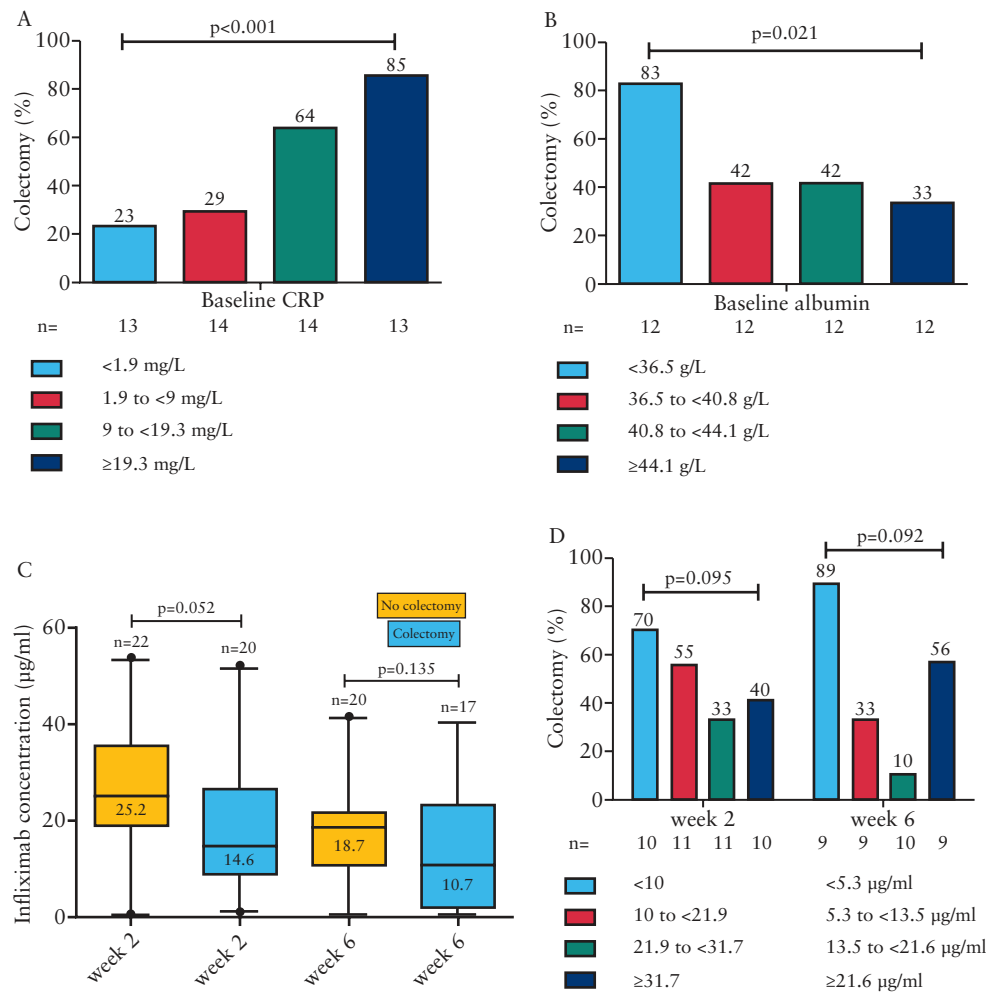 A
p<0.001
100
80
60
40
20
0
Colectomy (%)
23
29
64
85
Baseline CRP
n= 13 14 14 13
<1.9 mg/L
1.9 to <9 mg/L
9 to <19.3 mg/L
≥19.3 mg/L
B
p=0.021
100
80
60
40
20
0
Colectomy (%)
83
42
42
33
Baseline albumin
n= 12 12 12 12
<36.5 g/L
36.5 to <40.8 g/L
40.8 to <44.1 g/L
≥44.1 g/L
C
No colectomy
Colectomy
p=0.052
p=0.135
60
40
20
0
Infliximab concentration (µg/ml)
n=22
n=20
n=20
n=17
25.2
14.6
18.7
10.7
week 2
week 2
week 6
week 6
D
p=0.095
p=0.092
100
80
60
40
20
0
Colectomy (%)
70
55
33
40
89
33
10
56
week 2 week 6
n= 10 11 11 10 9 9 10 9
<10 <5.3 µg/ml
10 to <21.9 5.3 to <13.5 µg/ml
21.9 to <31.7 13.5 to <21.6 µg/ml
≥31.7 ≥21.6 µg/ml